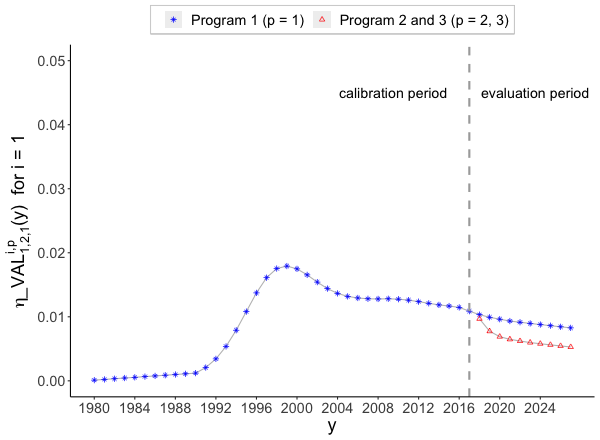 Program 1 (p = 1) Program 2 and 3 (p = 2, 3)
0.05
calibration period evaluation period
0.04
0.03
0.02
0.01
0.00
η_VAL^{i,p}_{1,2,1}(y) for i = 1
1980 1984 1988 1992 1996 2000 2004 2008 2012 2016 2020 2024
y